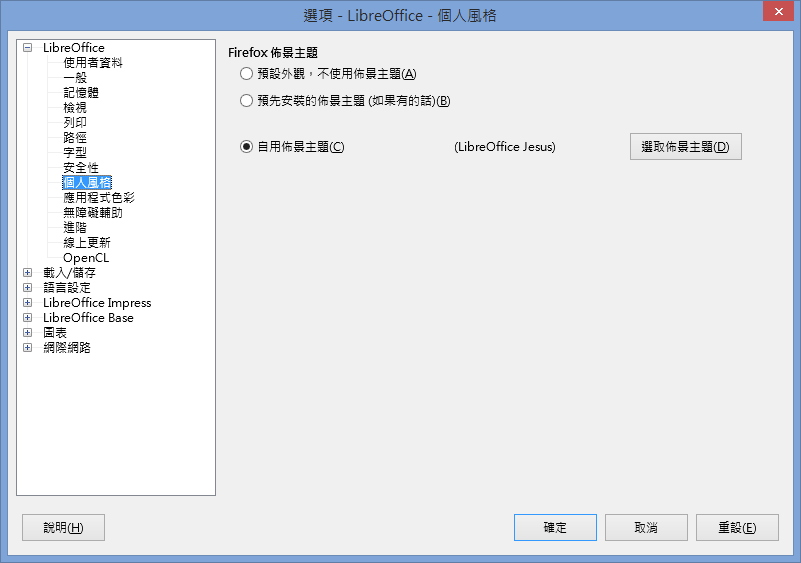 選項 - LibreOffice - 個人風格
LibreOffice
使用者資料
一般
記憶體
檢視
列印
路徑
字型
安全性
個人風格
應用程式色彩
無障礙輔助
進階
線上更新
OpenCL
載入/儲存
語言設定
LibreOffice Impress
LibreOffice Base
圖表
網際網路
Firefox 佈景主題
預設外觀，不使用佈景主題(A)
預先安裝的佈景主題 (如果有的話)(B)
自用佈景主題(C) (LibreOffice Jesus) 選取佈景主題(D)
說明(H) 確定 取消 重設(E)